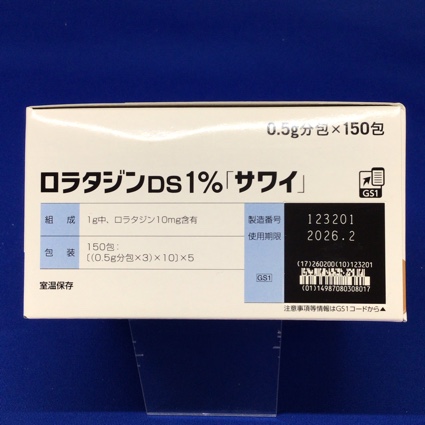 0.5g分包×150包
ロラタジンDS1%「サワイ」
GS1
組成 1g中、ロラタジン10mg含有
包装 150包：
[(0.5g分包×3)×10]×5
製造番号 123201
使用期限 2026.2
GS1
(17)260200(10)123201
(01)14987080308017
室温保存
注意事項等情報はGS1コードから▲